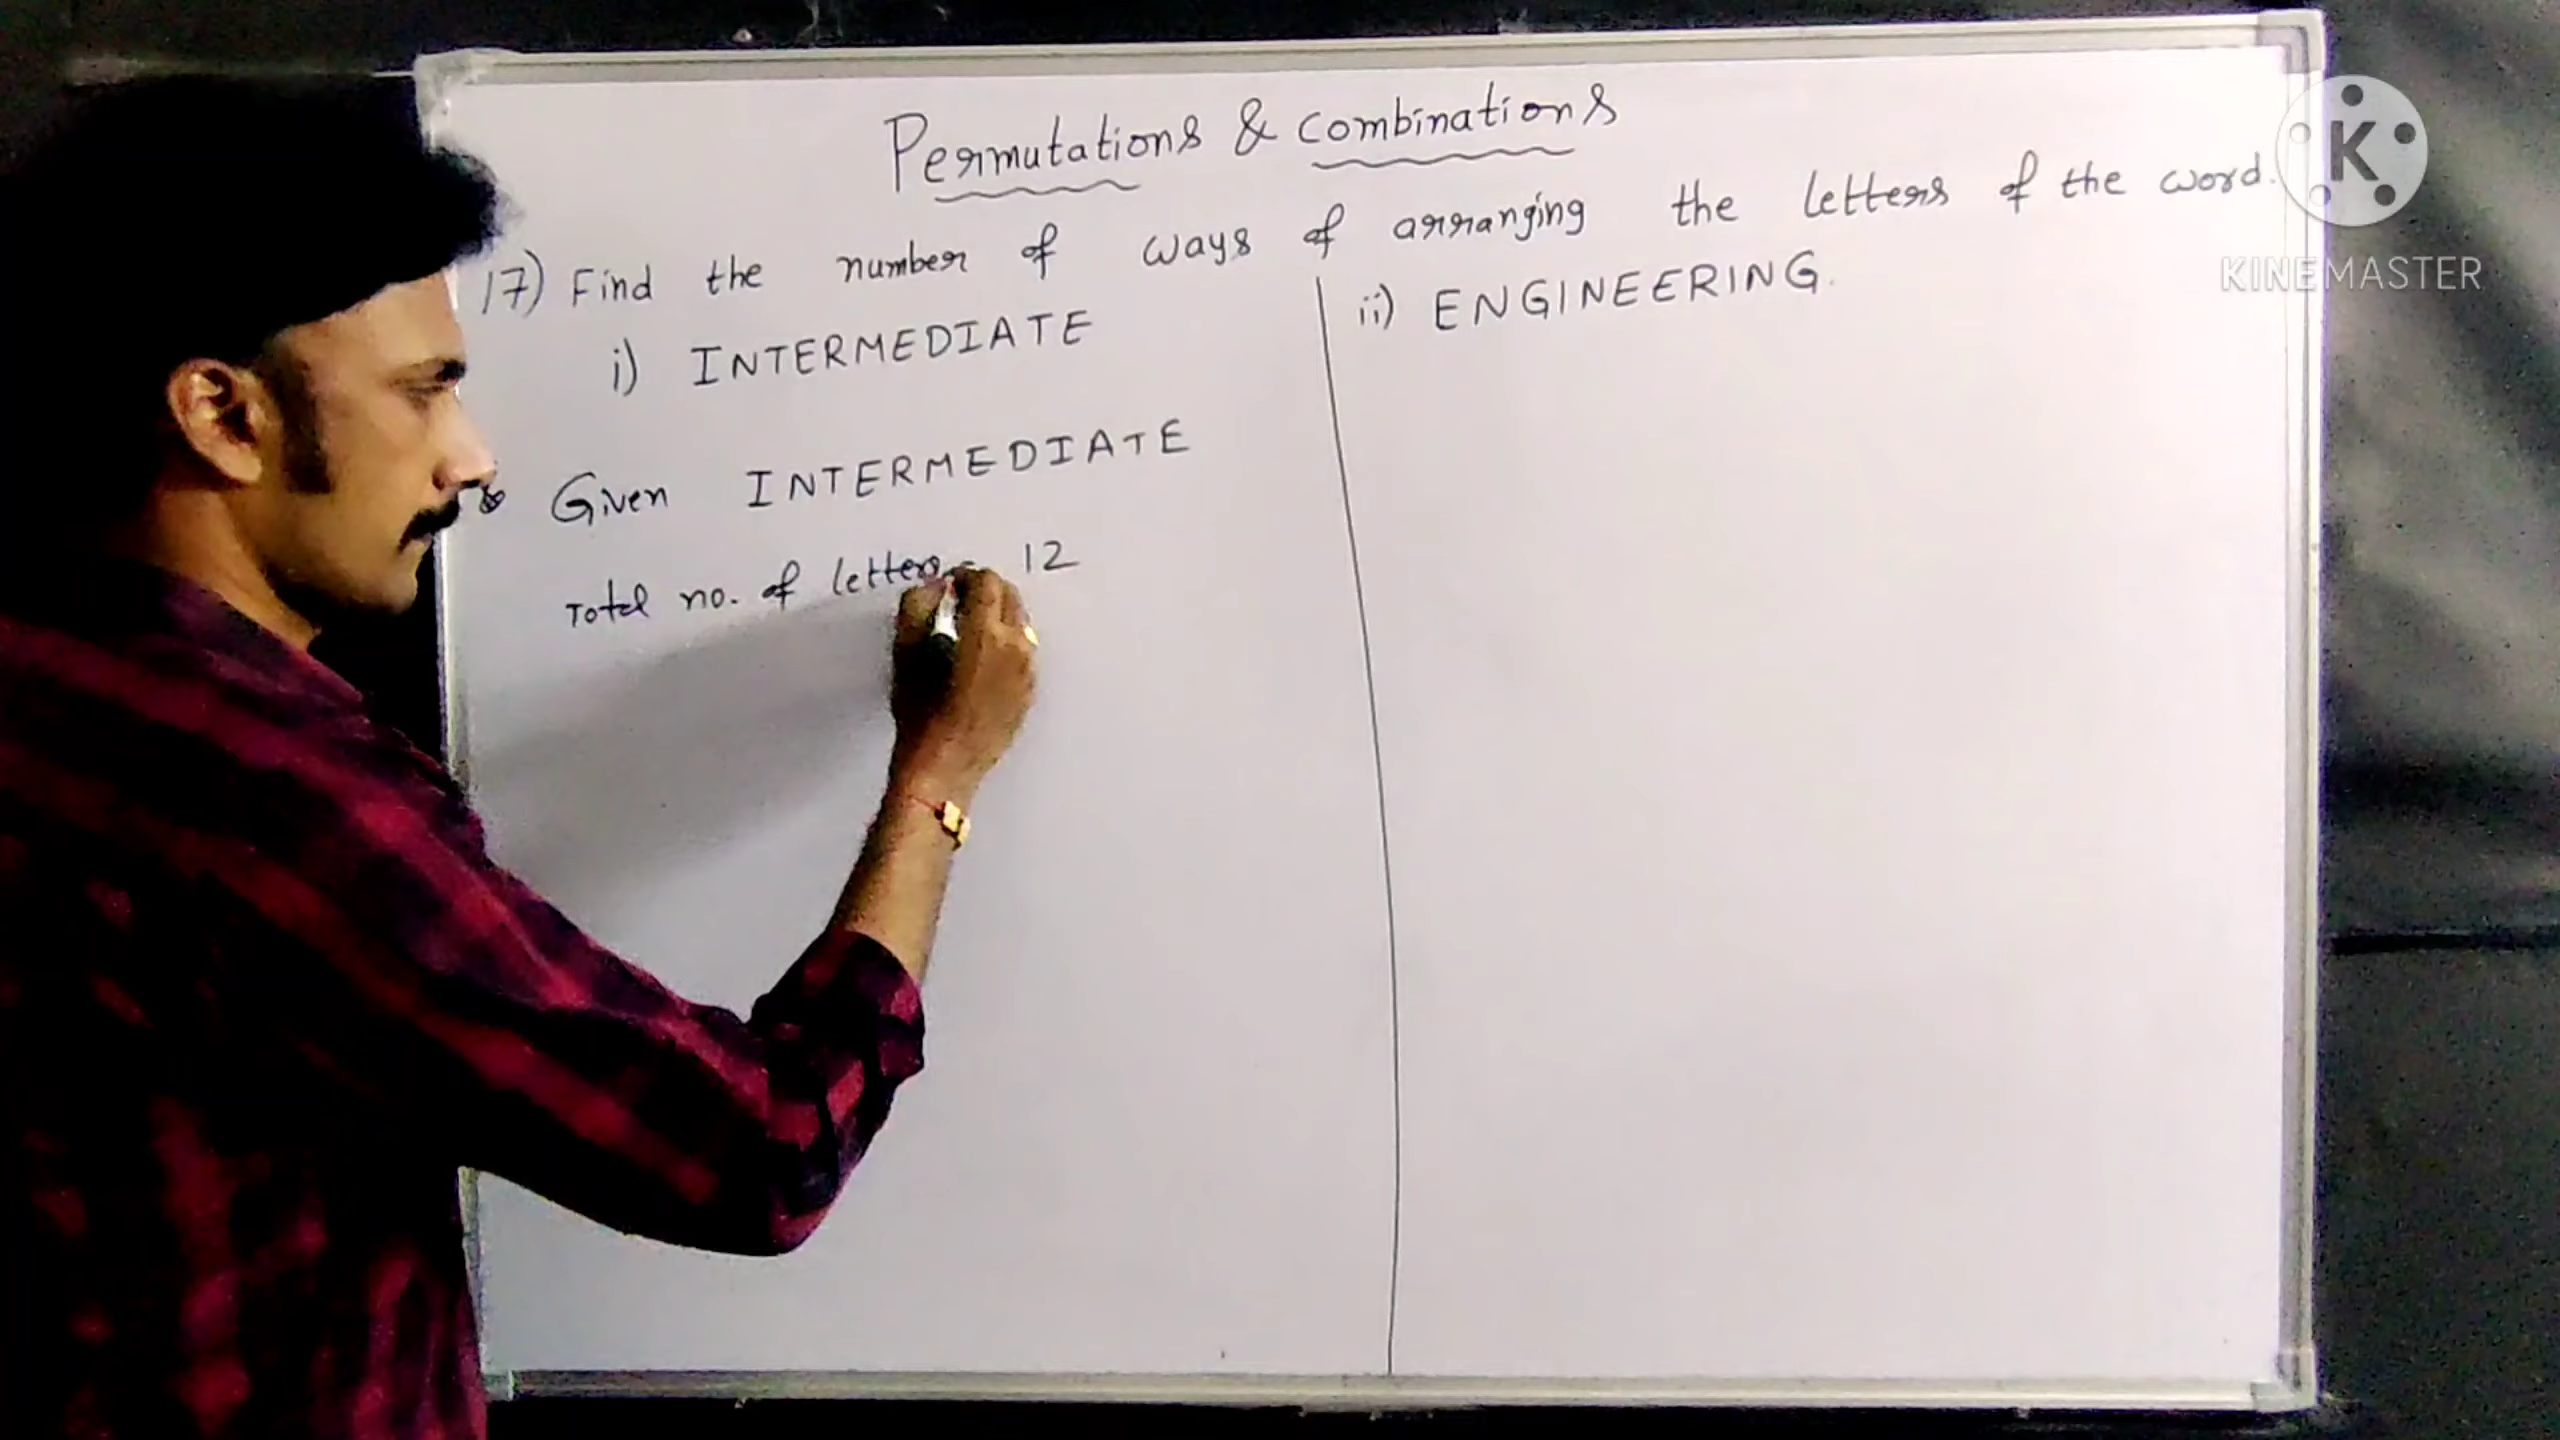 Permutations & combinations
17) Find the number of ways of arranging the letters of the word.
i) INTERMEDIATE
ii) ENGINEERING.
Given INTERMEDIATE
Total no. of letters = 12
K
KINEMASTER